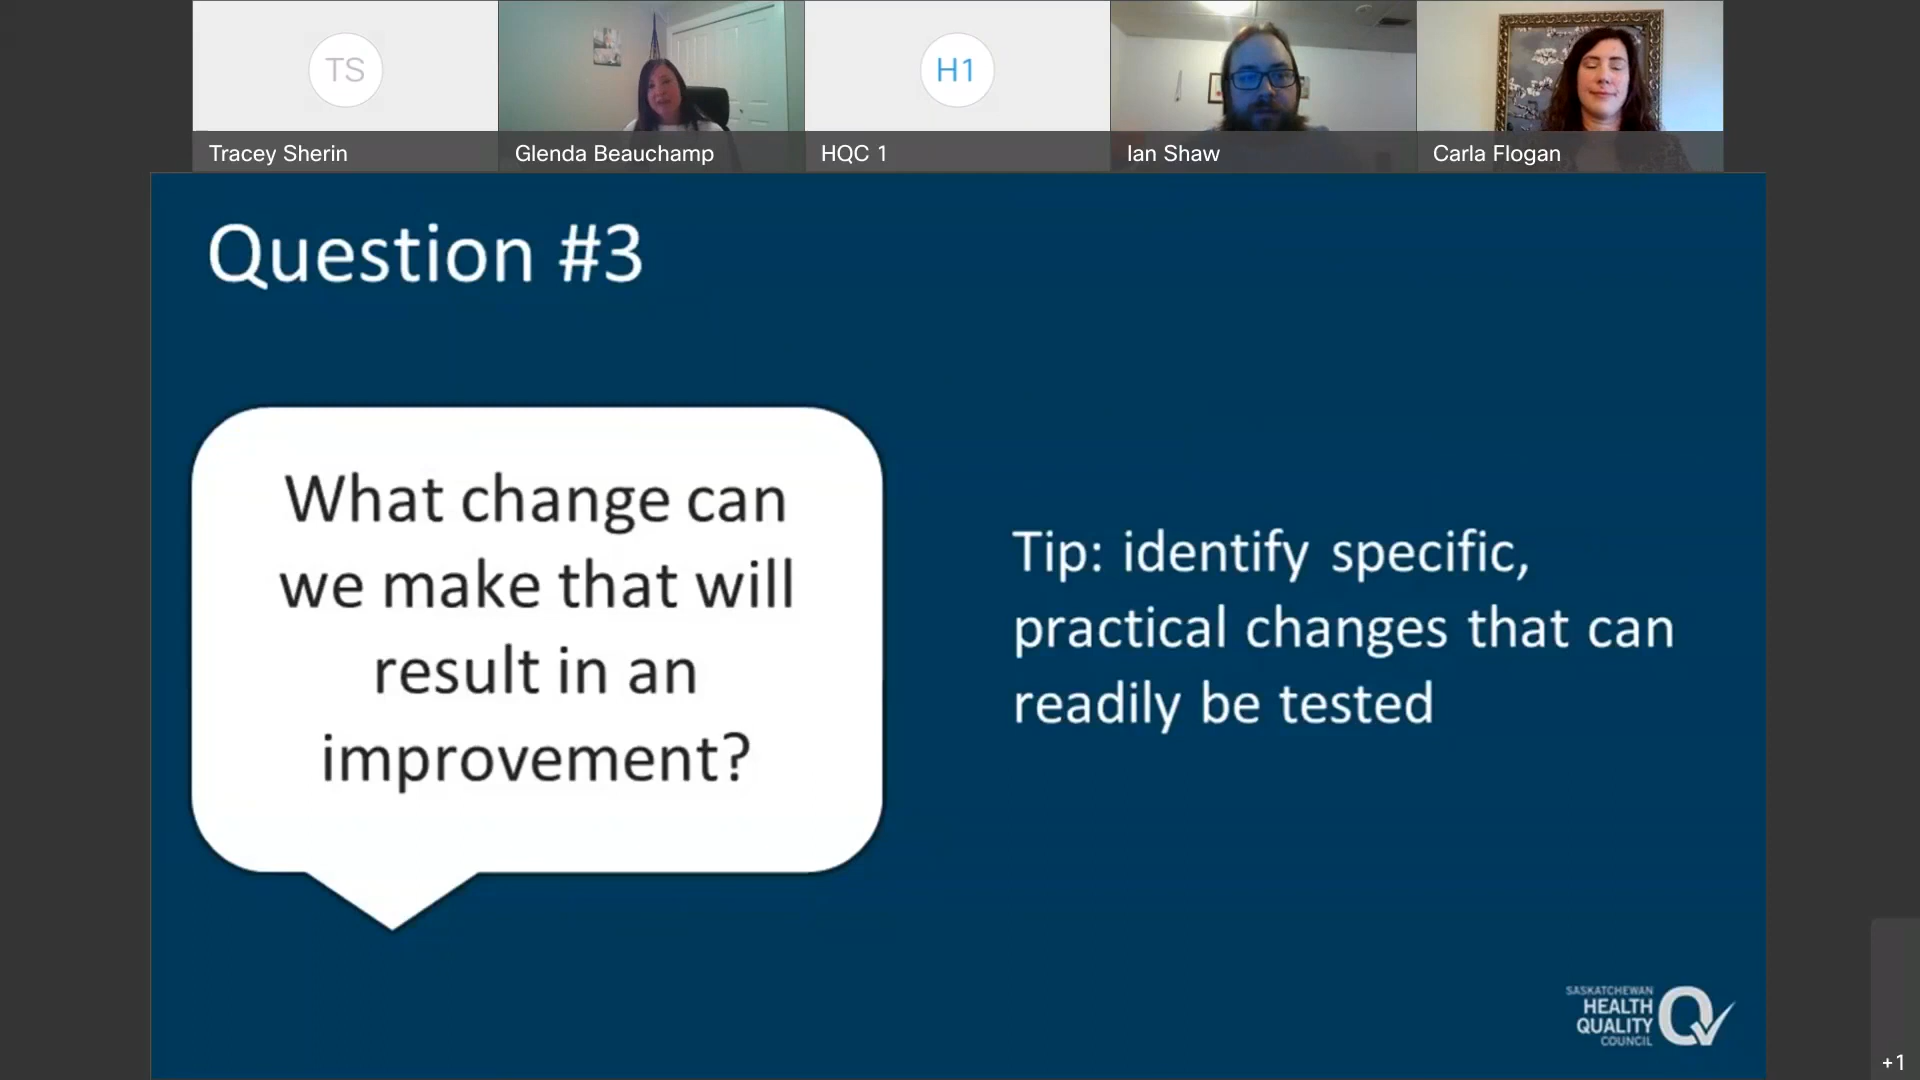 TS
H1
Tracey Sherin
Glenda Beauchamp
HQC 1
Ian Shaw
Carla Flogan
Question #3
What change can
we make that will
result in an
improvement?
Tip: identify specific,
practical changes that can
readily be tested
SASKATCHEWAN
HEALTH
QUALITY
COUNCIL
+1